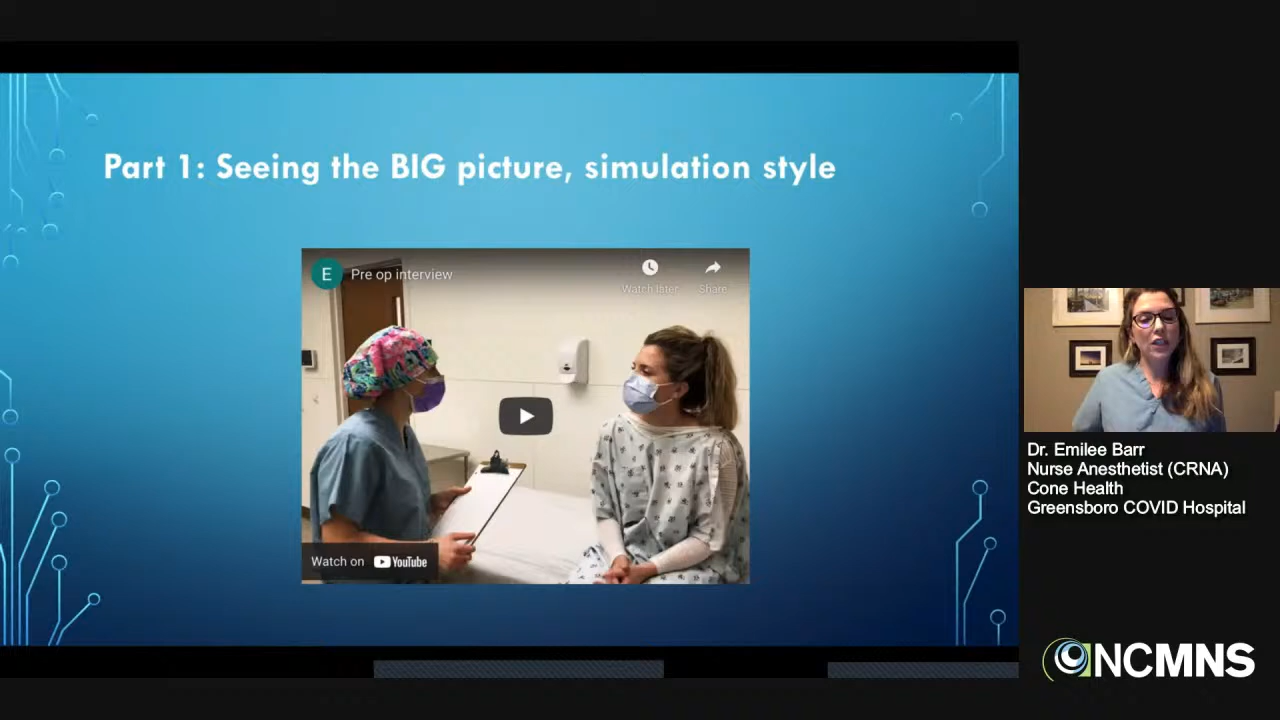 Part 1: Seeing the BIG picture, simulation style
E
Pre op interview
Watch later
Share
Watch on YouTube
Dr. Emilee Barr
Nurse Anesthetist (CRNA)
Cone Health
Greensboro COVID Hospital
NCMNS